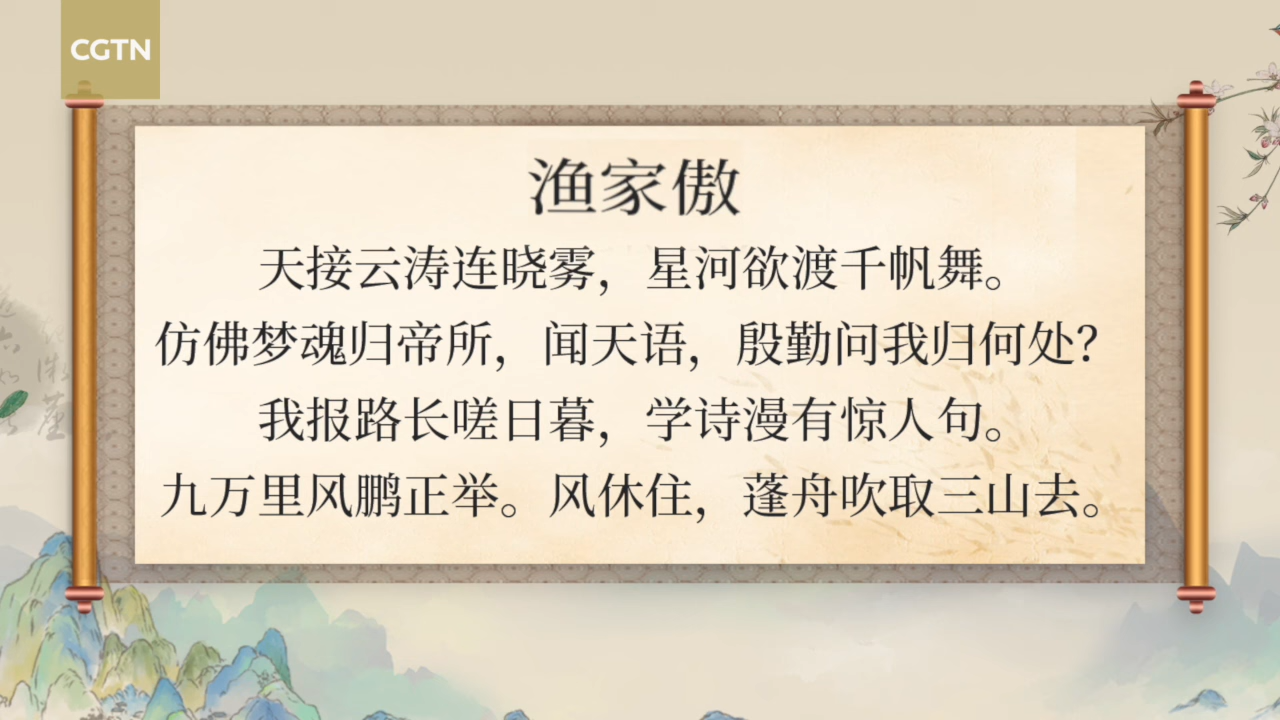 CGTN
渔家傲
天接云涛连晓雾，星河欲渡千帆舞。
仿佛梦魂归帝所，闻天语，殷勤问我归何处？
我报路长嗟日暮，学诗漫有惊人句。
九万里风鹏正举。风休住，蓬舟吹取三山去。